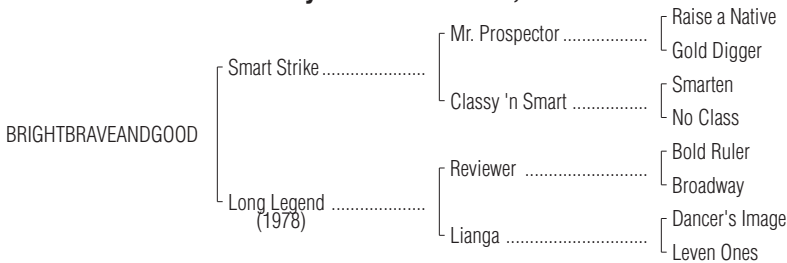 Raise a Native
Mr. Prospector ..................
Gold Digger
Smart Strike......................
Smarten
Classy 'n Smart ................
No Class
BRIGHTBRAVEANDGOOD
Bold Ruler
Reviewer ..........................
Broadway
Long Legend ....................
(1978)
Dancer's Image
Lianga ..............................
Leven Ones